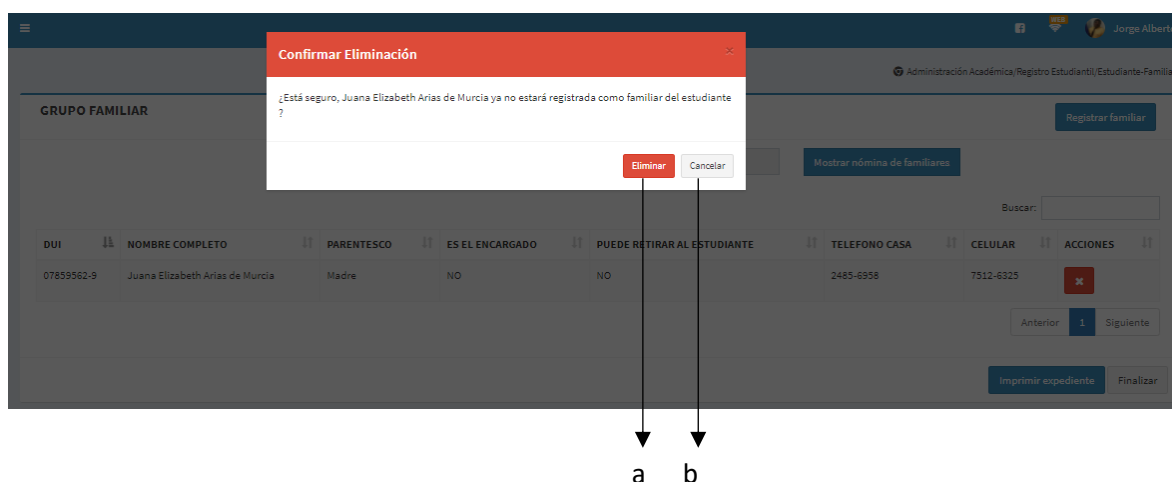 WEB
Jorge Albert
Confirmar Eliminación ×
Administración Académica/Registro Estudiantil/Estudiante-Familia
¿Está seguro, Juana Elizabeth Arias de Murcia ya no estará registrada como familiar del estudiante
?
GRUPO FAMILIAR
Registrar familiar
Eliminar Cancelar
Mostrar nómina de familiares
Buscar:
DUI NOMBRE COMPLETO PARENTESCO ES EL ENCARGADO PUEDE RETIRAR AL ESTUDIANTE TELEFONO CASA CELULAR ACCIONES
07859562-9 Juana Elizabeth Arias de Murcia Madre NO NO 2485-6958 7512-6325
Anterior 1 Siguiente
Imprimir expediente Finalizar
a b